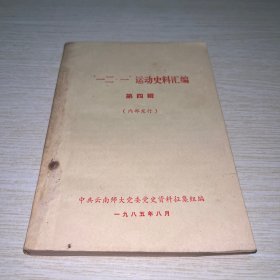 “一二·一”运动史料汇编
第四辑
（内部发行）
中共云南师大党委党史资料征集组编
一九八五年八月